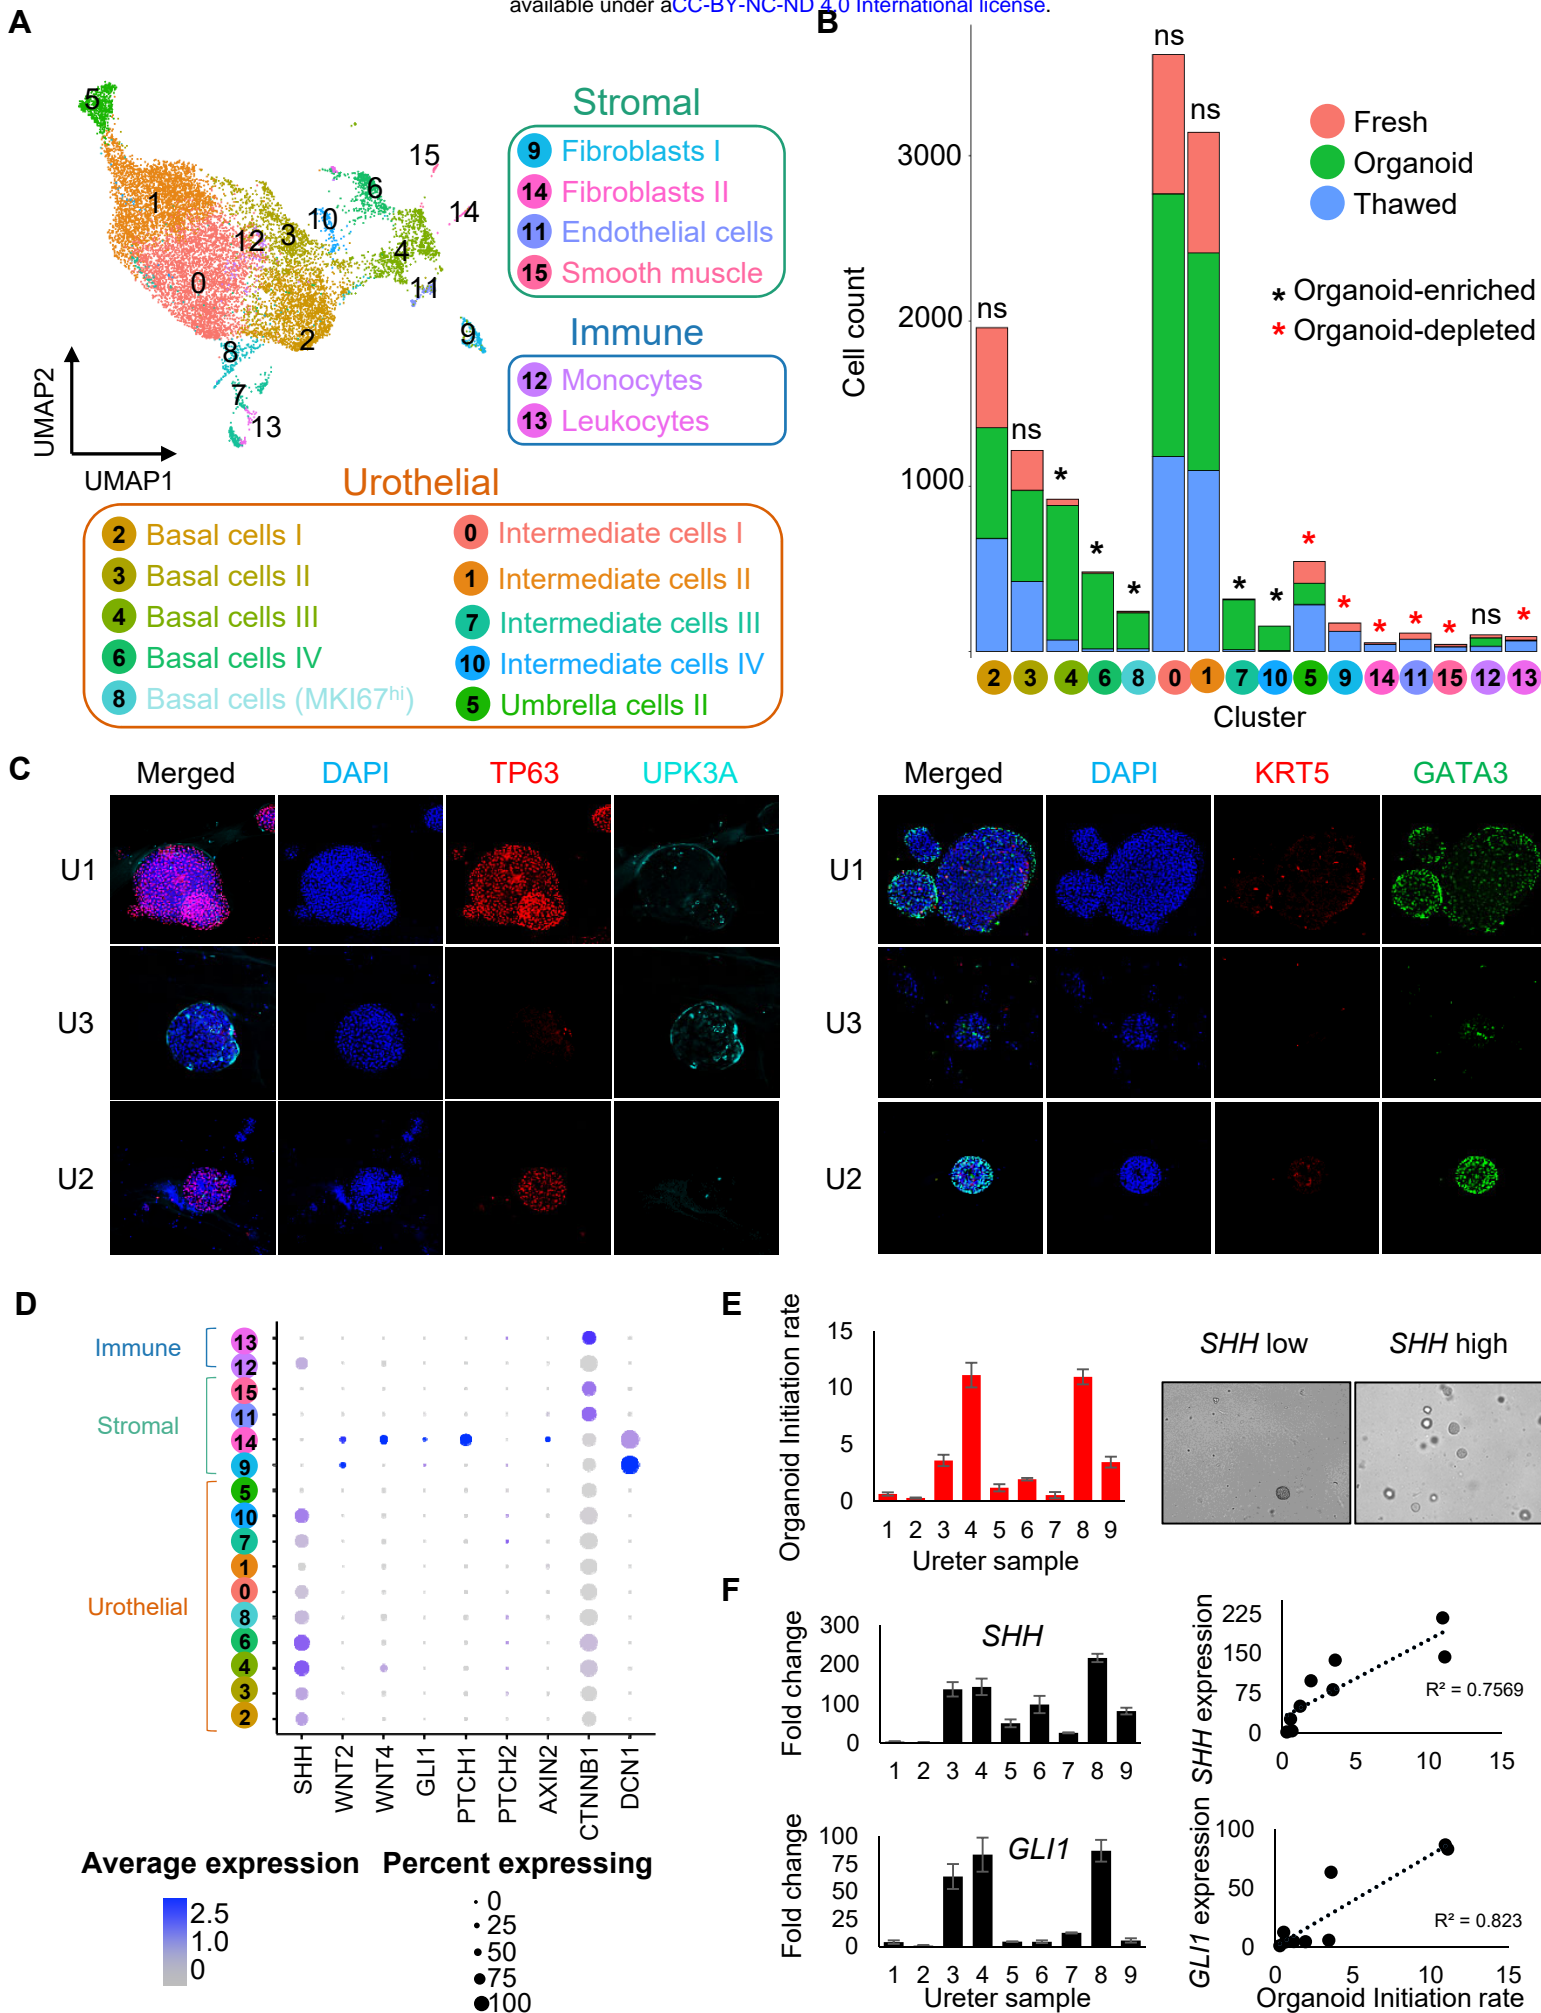 available under aCC-BY-NC-ND 4.0 International license.
A
5
1
0
12
3
10
6
15
14
4
11
2
9
8
7
13
UMAP2
UMAP1
Stromal
9 Fibroblasts I
14 Fibroblasts II
11 Endothelial cells
15 Smooth muscle
Immune
12 Monocytes
13 Leukocytes
Urothelial
2 Basal cells I
3 Basal cells II
4 Basal cells III
6 Basal cells IV
8 Basal cells (MKI67hi)
0 Intermediate cells I
1 Intermediate cells II
7 Intermediate cells III
10 Intermediate cells IV
5 Umbrella cells II
B
Cell count
3000
2000
1000
ns
ns
*
*
*
ns
ns
*
*
*
*
*
*
*
ns
*
Fresh
Organoid
Thawed
* Organoid-enriched
* Organoid-depleted
2 3 4 6 8 0 1 7 10 5 9 14 11 15 12 13
Cluster
C
Merged DAPI TP63 UPK3A
U1
U3
U2
Merged DAPI KRT5 GATA3
U1
U3
U2
D
Immune
Stromal
Urothelial
13
12
15
11
14
9
5
10
7
1
0
8
6
4
3
2
SHH
WNT2
WNT4
GLI1
PTCH1
PTCH2
AXIN2
CTNNB1
DCN1
Average expression
2.5
1.0
0
Percent expressing
0
25
50
75
100
E
Organoid Initiation rate
15
10
5
0
1 2 3 4 5 6 7 8 9
Ureter sample
SHH low
SHH high
F
Fold change
300
200
100
0
SHH
1 2 3 4 5 6 7 8 9
SHH expression
225
150
75
0
R² = 0.7569
0 5 10 15
Fold change
100
75
50
25
0
GLI1
1 2 3 4 5 6 7 8 9
Ureter sample
GLI1 expression
100
50
0
R² = 0.823
0 5 10 15
Organoid Initiation rate